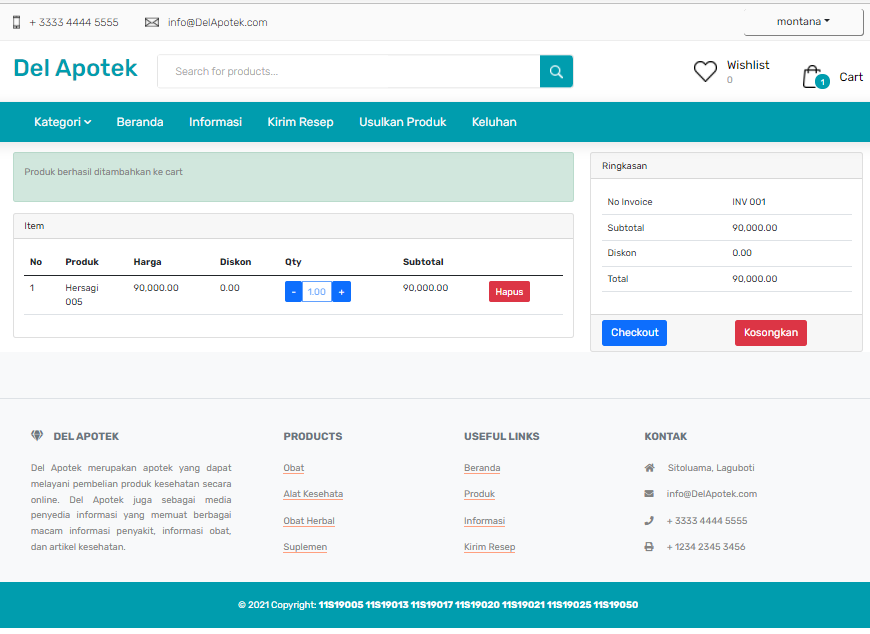 + 3333 4444 5555
info@DelApotek.com
montana
Del Apotek
Search for products...
Wishlist
0
1
Cart
Kategori
Beranda
Informasi
Kirim Resep
Usulkan Produk
Keluhan
Produk berhasil ditambahkan ke cart
Item
No Produk Harga Diskon Qty Subtotal
1 Hersagi 005 90,000.00 0.00 - 1.00 + 90,000.00 Hapus
Ringkasan
No Invoice INV 001
Subtotal 90,000.00
Diskon 0.00
Total 90,000.00
Checkout Kosongkan
DEL APOTEK
Del Apotek merupakan apotek yang dapat
melayani pembelian produk kesehatan secara
online. Del Apotek juga sebagai media
penyedia informasi yang memuat berbagai
macam informasi penyakit, informasi obat,
dan artikel kesehatan.
PRODUCTS
Obat
Alat Kesehata
Obat Herbal
Suplemen
USEFUL LINKS
Beranda
Produk
Informasi
Kirim Resep
KONTAK
Sitoluama, Laguboti
info@DelApotek.com
+ 3333 4444 5555
+ 1234 2345 3456
© 2021 Copyright: 11S19005 11S19013 11S19017 11S19020 11S19021 11S19025 11S19050